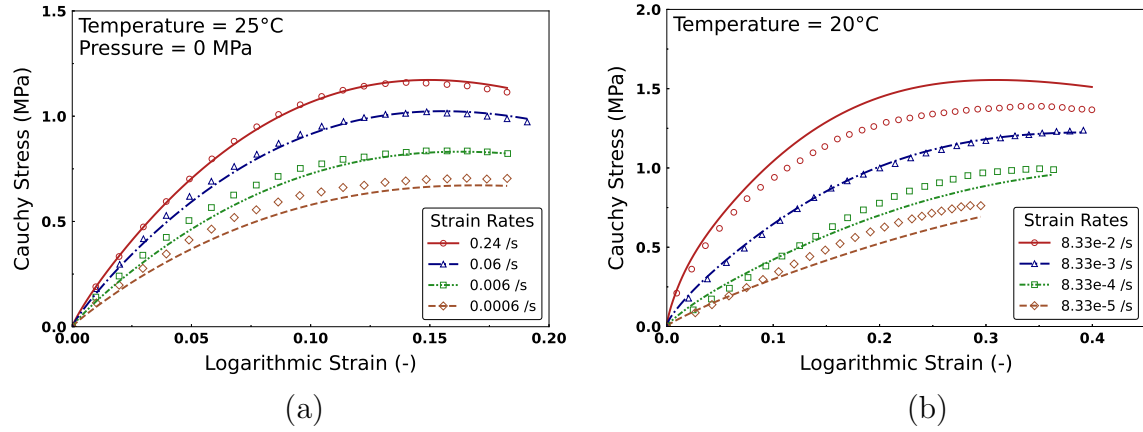 Temperature = 25°C
Pressure = 0 MPa
Cauchy Stress (MPa)
1.5
1.0
0.5
0.0
0.00 0.05 0.10 0.15 0.20
Logarithmic Strain (-)
Strain Rates
0.24 /s
0.06 /s
0.006 /s
0.0006 /s
(a)
Temperature = 20°C
Cauchy Stress (MPa)
2.0
1.5
1.0
0.5
0.0
0.0 0.1 0.2 0.3 0.4
Logarithmic Strain (-)
Strain Rates
8.33e-2 /s
8.33e-3 /s
8.33e-4 /s
8.33e-5 /s
(b)